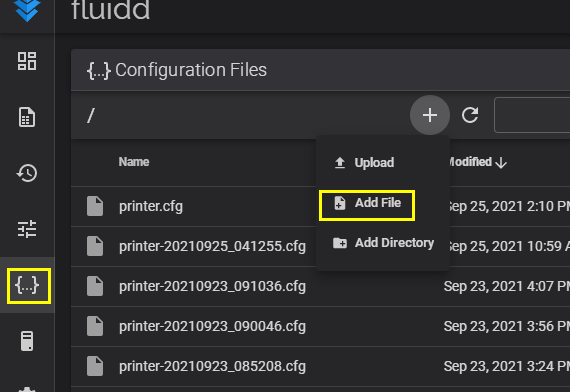 fluidd
{...} Configuration Files
/
Upload
Name
Modified
Add File
printer.cfg
Sep 25, 2021 2:10 P
Add Directory
printer-20210925_041255.cfg
Sep 25, 2021 10:59 A
{...}
printer-20210923_091036.cfg
Sep 23, 2021 4:07 P
printer-20210923_090046.cfg
Sep 23, 2021 3:56 P
printer-20210923_085208.cfg
Sep 23, 2021 3:24 P